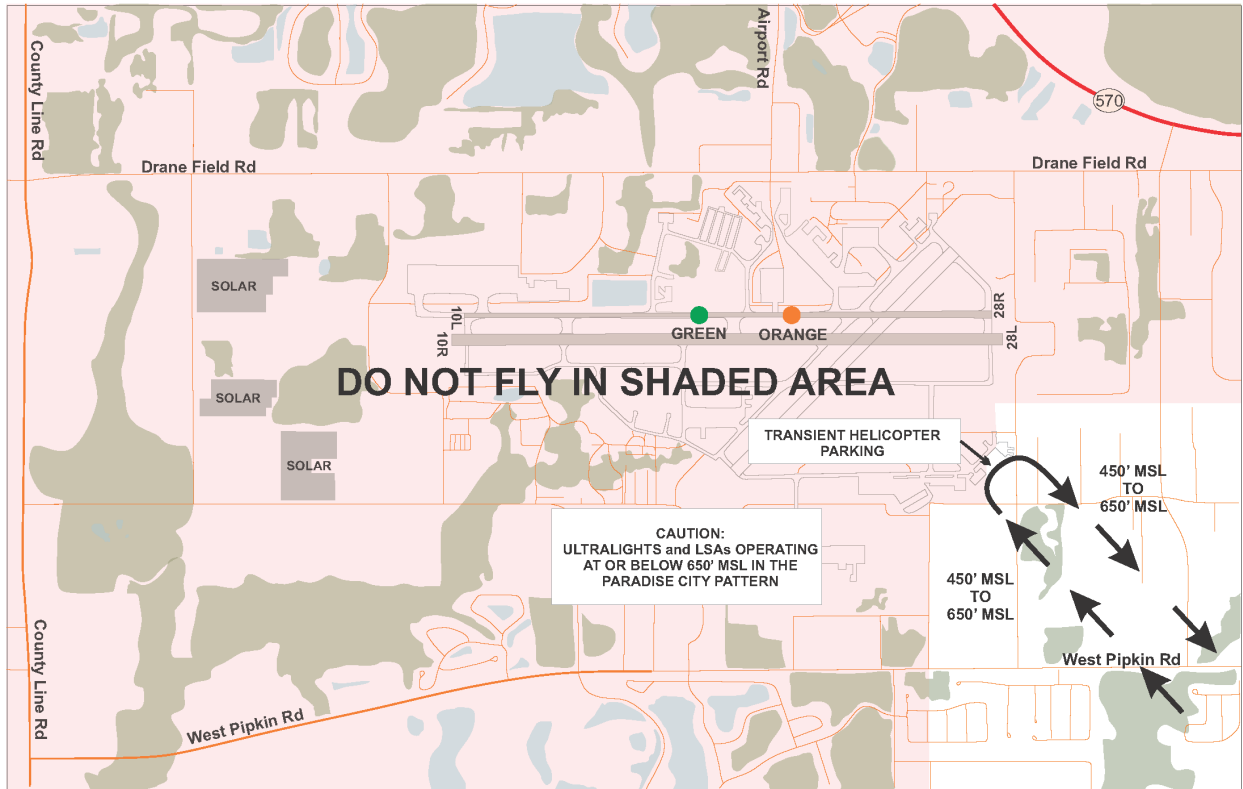 County Line Rd
Airport Rd
570
Drane Field Rd
Drane Field Rd
SOLAR
10L
28R
GREEN
ORANGE
10R
28L
DO NOT FLY IN SHADED AREA
SOLAR
TRANSIENT HELICOPTER
PARKING
SOLAR
450' MSL
TO
650' MSL
CAUTION:
ULTRALIGHTS and LSAs OPERATING
AT OR BELOW 650' MSL IN THE
PARADISE CITY PATTERN
450' MSL
TO
650' MSL
County Line Rd
West Pipkin Rd
West Pipkin Rd